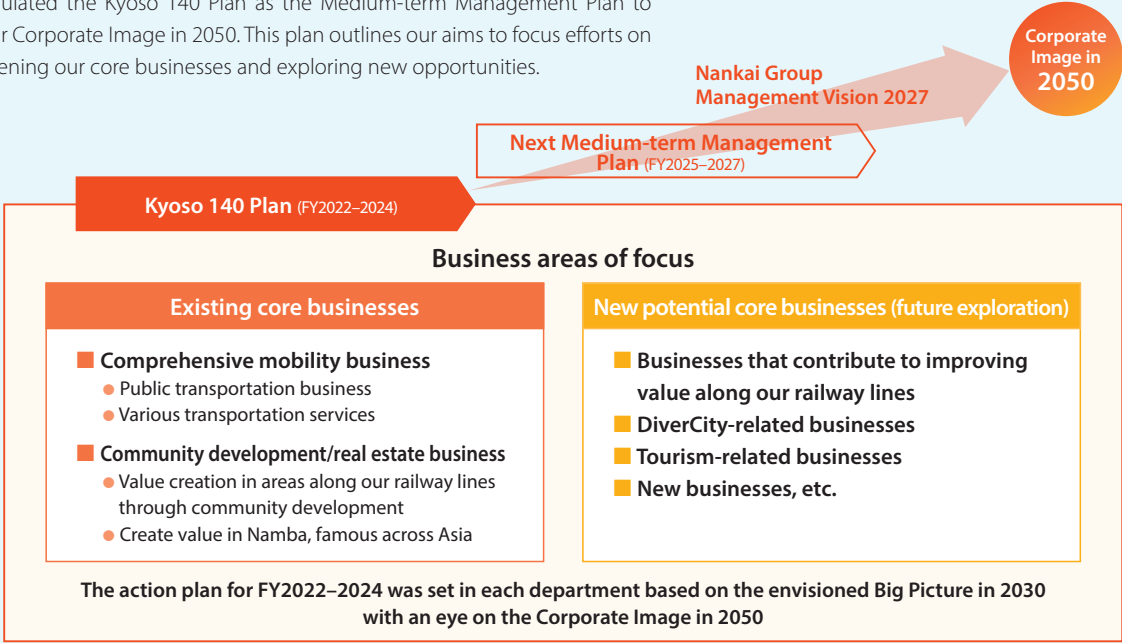 ulated the Kyoso 140 Plan as the Medium-term Management Plan to
r Corporate Image in 2050. This plan outlines our aims to focus efforts on
ening our core businesses and exploring new opportunities.
Corporate
Image in
2050
Nankai Group
Management Vision 2027
Next Medium-term Management
Plan (FY2025–2027)
Kyoso 140 Plan (FY2022–2024)
Business areas of focus
Existing core businesses
Comprehensive mobility business
Public transportation business
Various transportation services
Community development/real estate business
Value creation in areas along our railway lines
through community development
Create value in Namba, famous across Asia
New potential core businesses (future exploration)
Businesses that contribute to improving
value along our railway lines
DiverCity-related businesses
Tourism-related businesses
New businesses, etc.
The action plan for FY2022–2024 was set in each department based on the envisioned Big Picture in 2030
with an eye on the Corporate Image in 2050